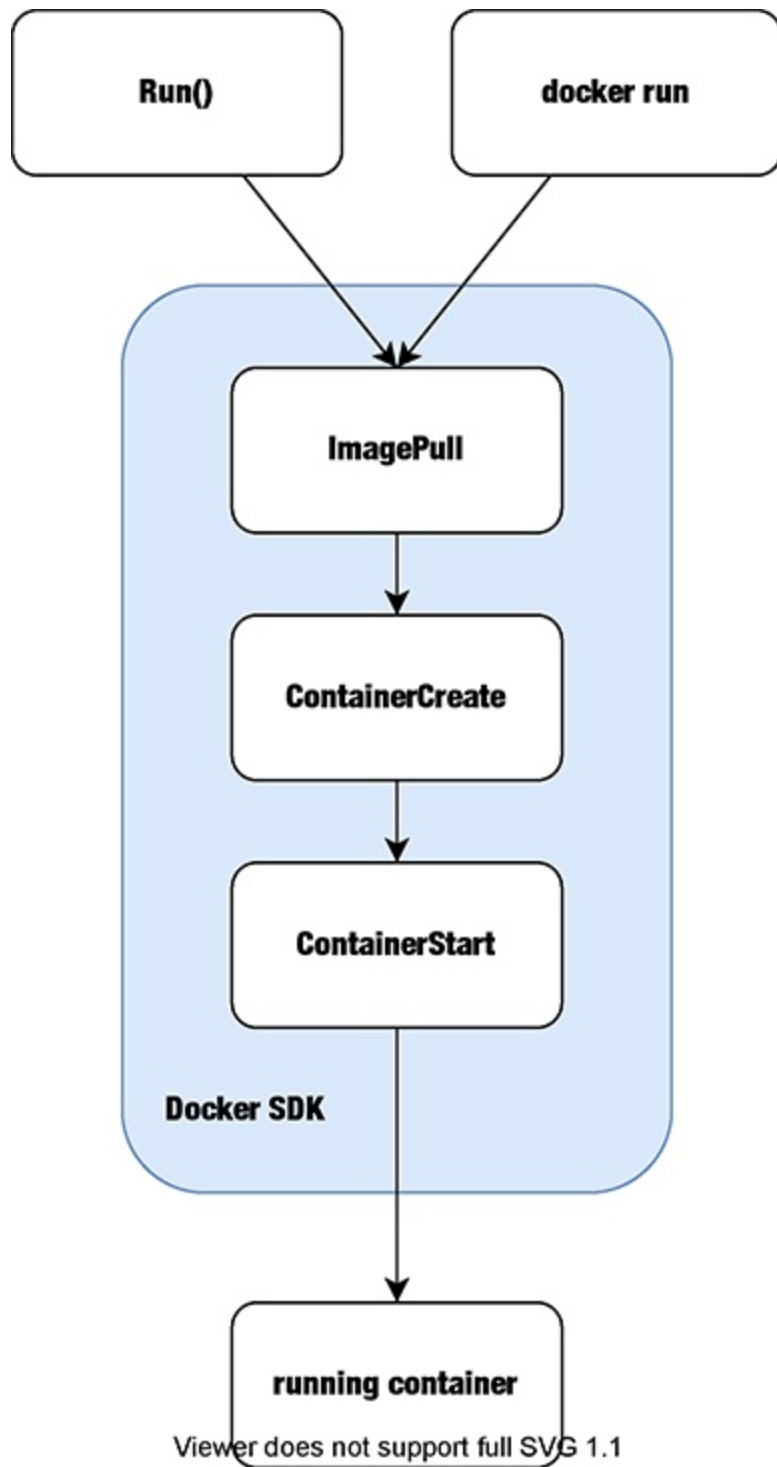 Run()
docker run
ImagePull
ContainerCreate
ContainerStart
Docker SDK
running container
Viewer does not support full SVG 1.1